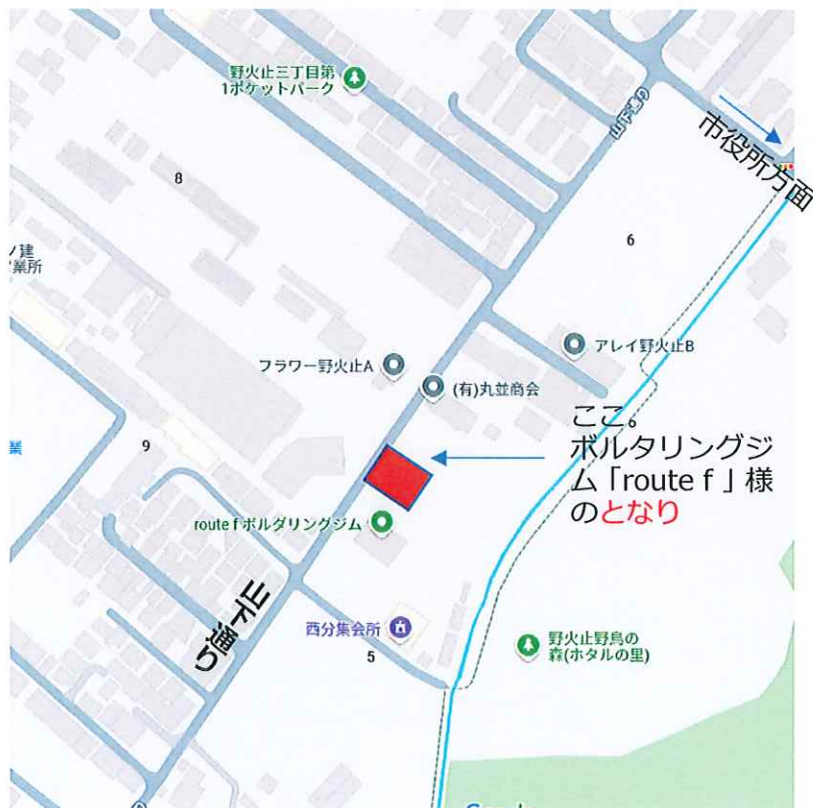 野火止三丁目第
1ポケットパーク
山下通り
市役所方面
8
6
ノ建
業所
アレイ野火止B
フラワー野火止A
(有)丸並商会
ここ。
ボルタリングジ
ム「route f 」様
のとなり
業
9
route f ボルダリングジム
山下通り
西分集会所
5
野火止野鳥の
森(ホタルの里)